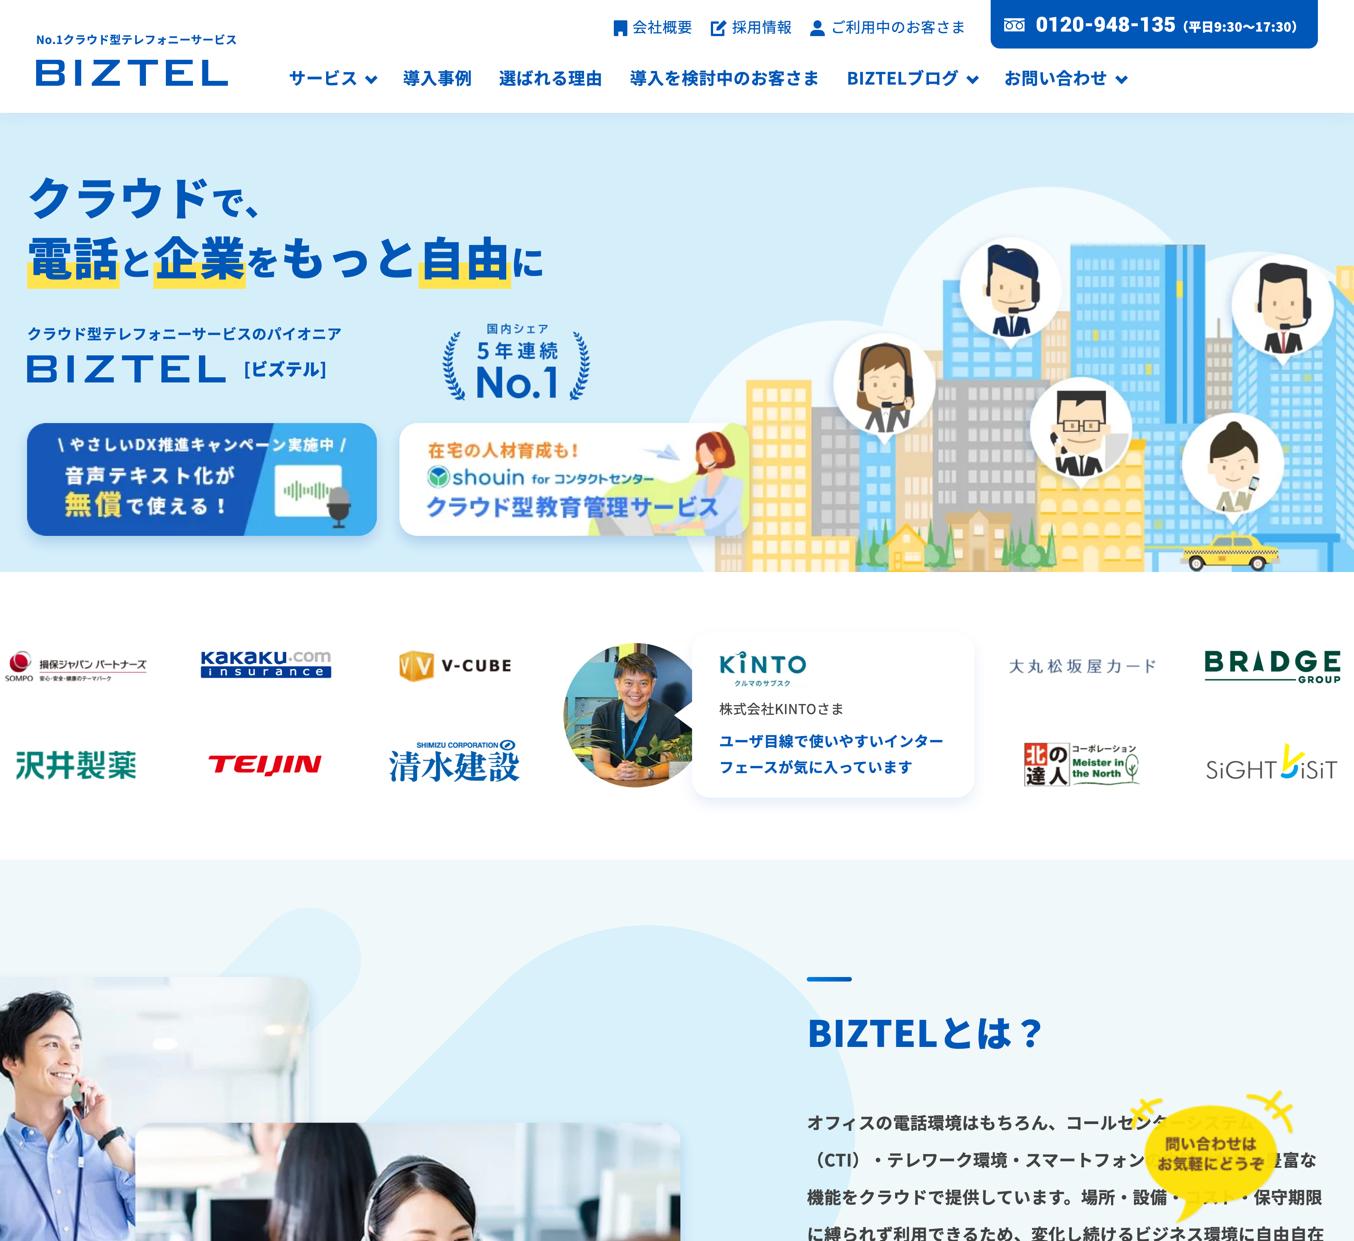 No.1クラウド型テレフォニーサービス
BIZTEL
会社概要
採用情報
ご利用中のお客さま
0120-948-135（平日9:30〜17:30）
サービス
導入事例
選ばれる理由
導入を検討中のお客さま
BIZTELブログ
お問い合わせ
クラウドで、
電話と企業をもっと自由に
クラウド型テレフォニーサービスのパイオニア
BIZTEL [ビズテル]
国内シェア
5年連続
No.1
\ やさしいDX推進キャンペーン実施中 /
音声テキスト化が
無償で使える！
在宅の人材育成も!
shouin for コンタクトセンター
クラウド型教育管理サービス
SOMPO
損保ジャパン パートナーズ
安心・安全・健康のテーマパーク
kakaku.com
insurance
V-CUBE
KINTO
クルマのサブスク
株式会社KINTOさま
ユーザ目線で使いやすいインター
フェースが気に入っています
大丸松坂屋カード
BRIDGE
GROUP
沢井製薬
TEIJIN
SHIMIZU CORPORATION
清水建設
北の達人
コーポレーション
Meister in
the North
SiGHT ViSiT
BIZTELとは？
オフィスの電話環境はもちろん、コールセンターシステム
（CTI）・テレワーク環境・スマートフォン
豊富な
機能をクラウドで提供しています。場所・設備・コスト・保守期限
に縛られず利用できるため、変化し続けるビジネス環境に自由自在
問い合わせは
お気軽にどうぞ